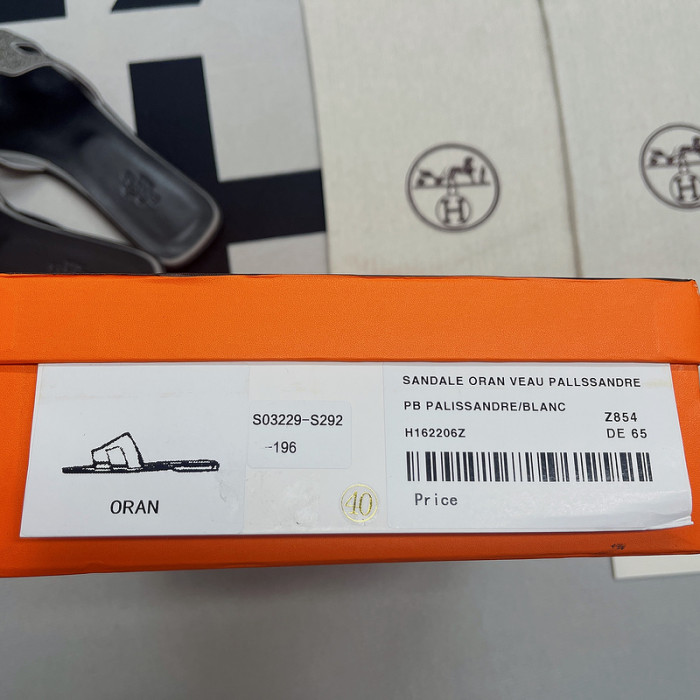 H
H
ORAN
S03229-S292
-196
40
SANDALE ORAN VEAU PALLSSANDRE
PB PALISSANDRE/BLANC
Z854
H162206Z
DE 65
Price